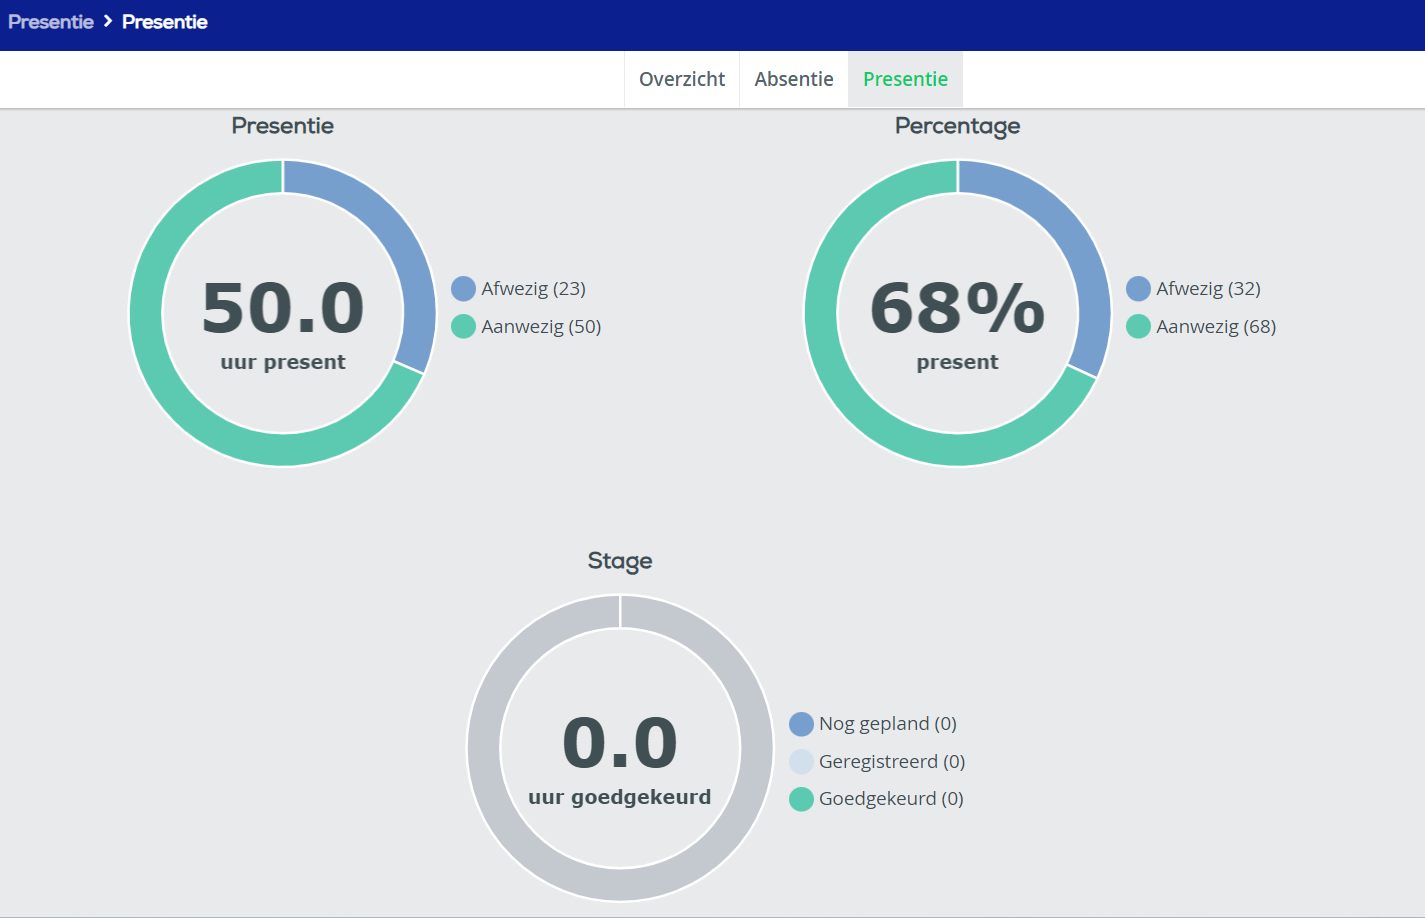 Presentie > Presentie
Overzicht Absentie Presentie
Presentie
50.0
uur present
Afwezig (23)
Aanwezig (50)
Percentage
68%
present
Afwezig (32)
Aanwezig (68)
Stage
0.0
uur goedgekeurd
Nog gepland (0)
Geregistreerd (0)
Goedgekeurd (0)